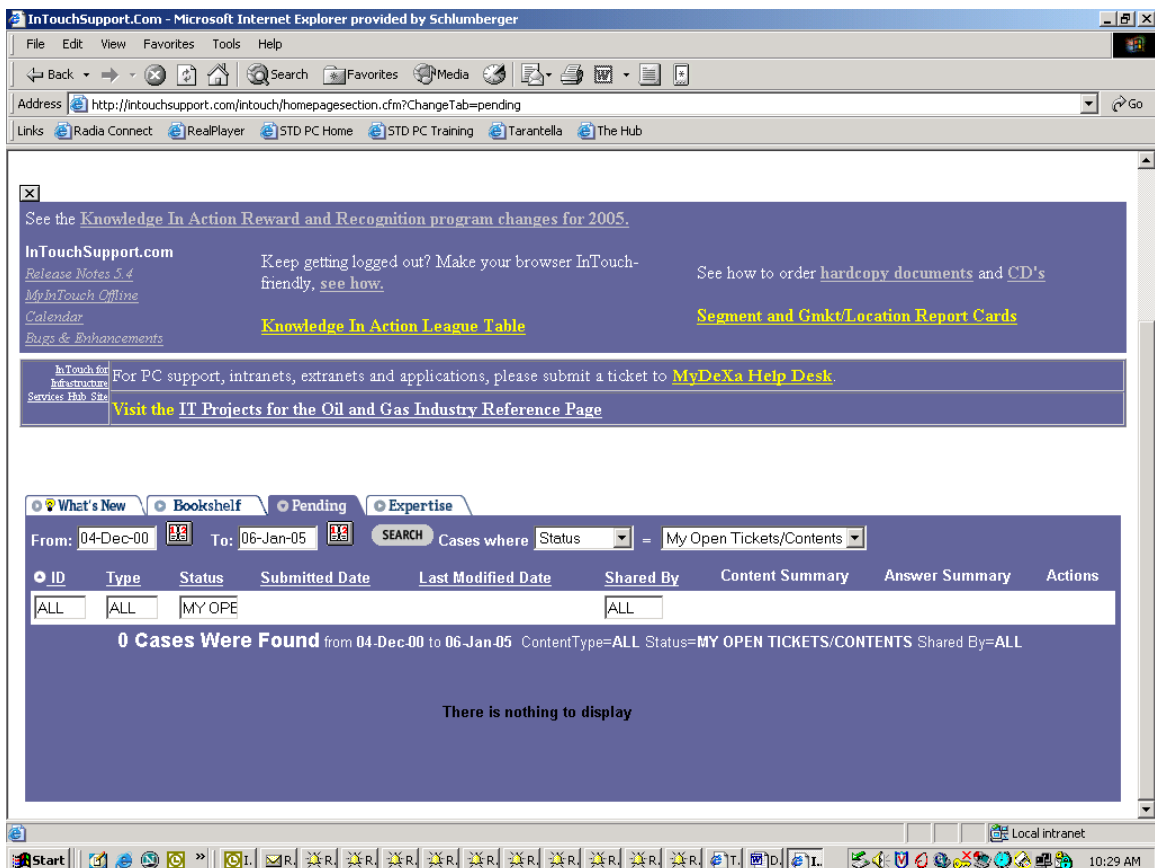 InTouchSupport.Com - Microsoft Internet Explorer provided by Schlumberger
File Edit View Favorites Tools Help
Back Search Favorites Media
Address http://intouchsupport.com/intouch/homepagesection.cfm?ChangeTab=pending Go
Links Radia Connect RealPlayer STD PC Home STD PC Training Tarantella The Hub
See the Knowledge In Action Reward and Recognition program changes for 2005.
InTouchSupport.com
Release Notes 5.4
MyInTouch Offline
Calendar
Bugs & Enhancements
Keep getting logged out? Make your browser InTouch-
friendly, see how.
Knowledge In Action League Table
See how to order hardcopy documents and CD's
Segment and Gmkt/Location Report Cards
InTouch for
Infrastructure
Services Hub Site
For PC support, intranets, extranets and applications, please submit a ticket to MyDeXa Help Desk.
Visit the IT Projects for the Oil and Gas Industry Reference Page
What's New Bookshelf Pending Expertise
From: 04-Dec-00 To: 06-Jan-05 SEARCH Cases where Status = My Open Tickets/Contents
ID Type Status Submitted Date Last Modified Date Shared By Content Summary Answer Summary Actions
ALL ALL MY OPE ALL
0 Cases Were Found from 04-Dec-00 to 06-Jan-05 ContentType=ALL Status=MY OPEN TICKETS/CONTENTS Shared By=ALL
There is nothing to display
Local intranet
Start » I. R. R. R. R. R. R. R. R. R. R. T. D. I.. 10:29 AM